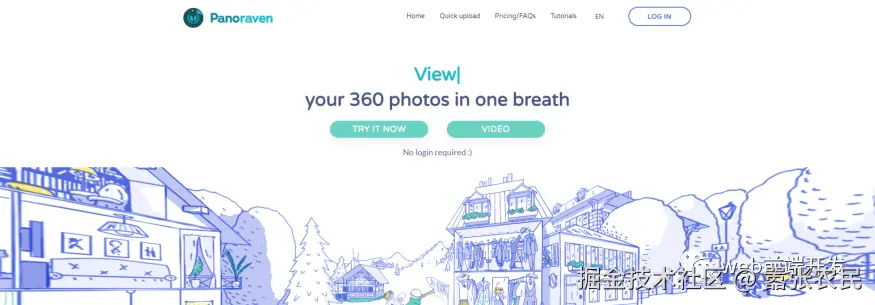 Panoraven
Home
Quick upload
Pricing/FAQs
Tutorials
EN
LOG IN
View|
your 360 photos in one breath
TRY IT NOW
VIDEO
No login required :)
Web前端开发
掘金技术社区 @ 嚣张农民